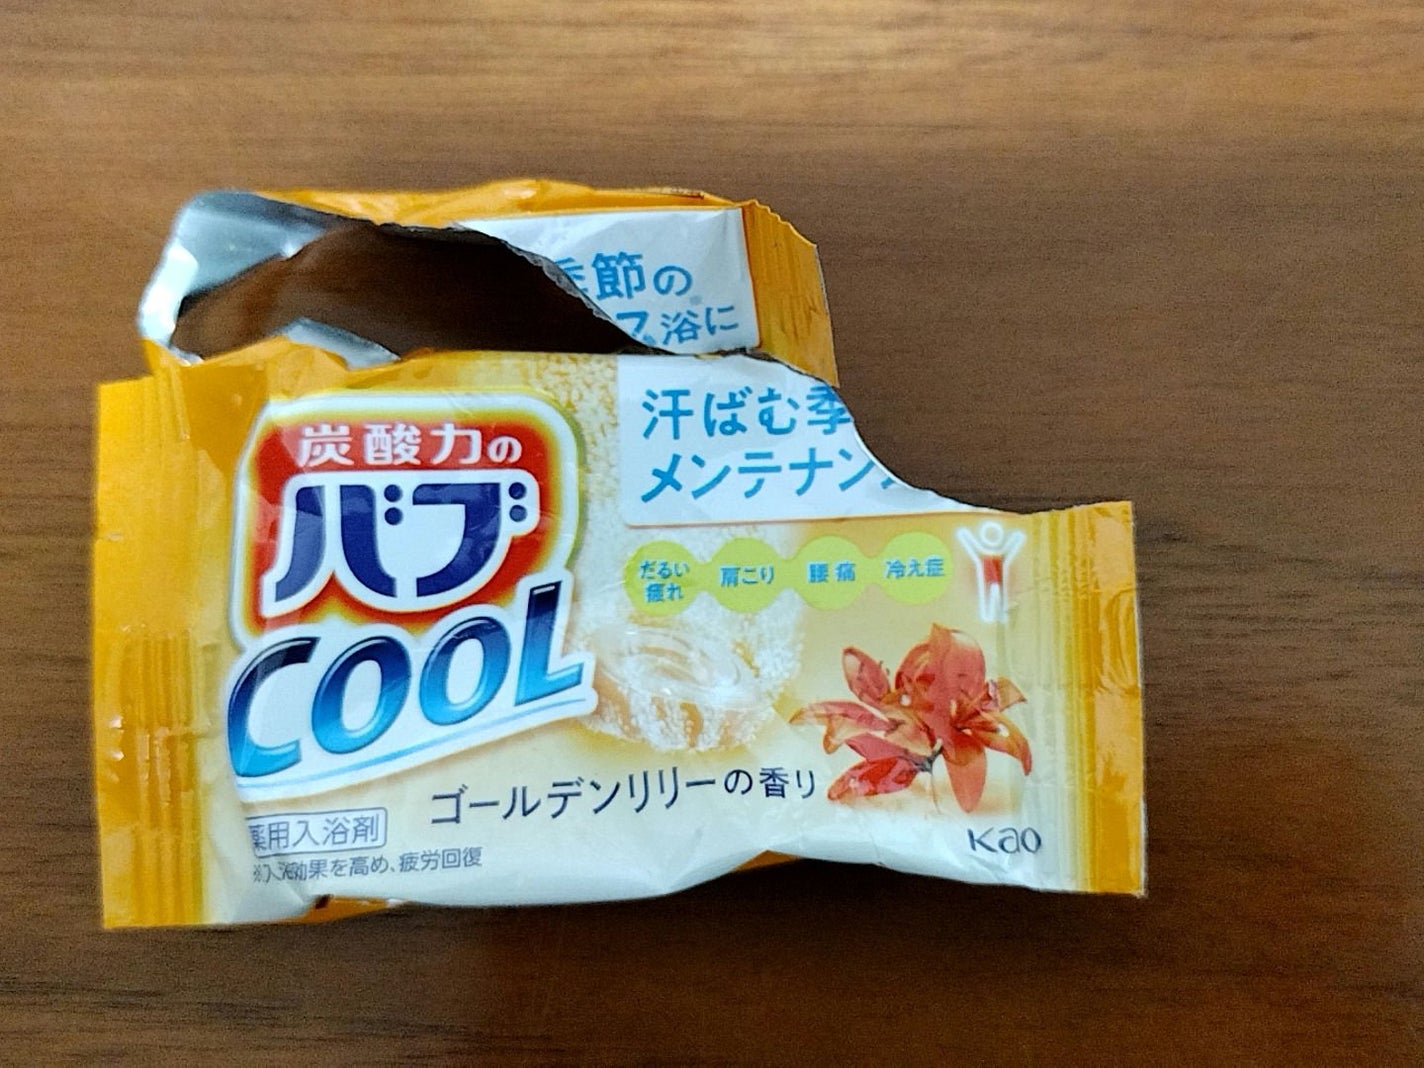 季節の
ス浴に
汗ばむ季
メンテナンス
炭酸力の
バブ
COOL
だるい
疲れ
肩こり
腰痛
冷え症
ゴールデンリリーの香り
薬用入浴剤
※入浴効果を高め、疲労回復
Kao